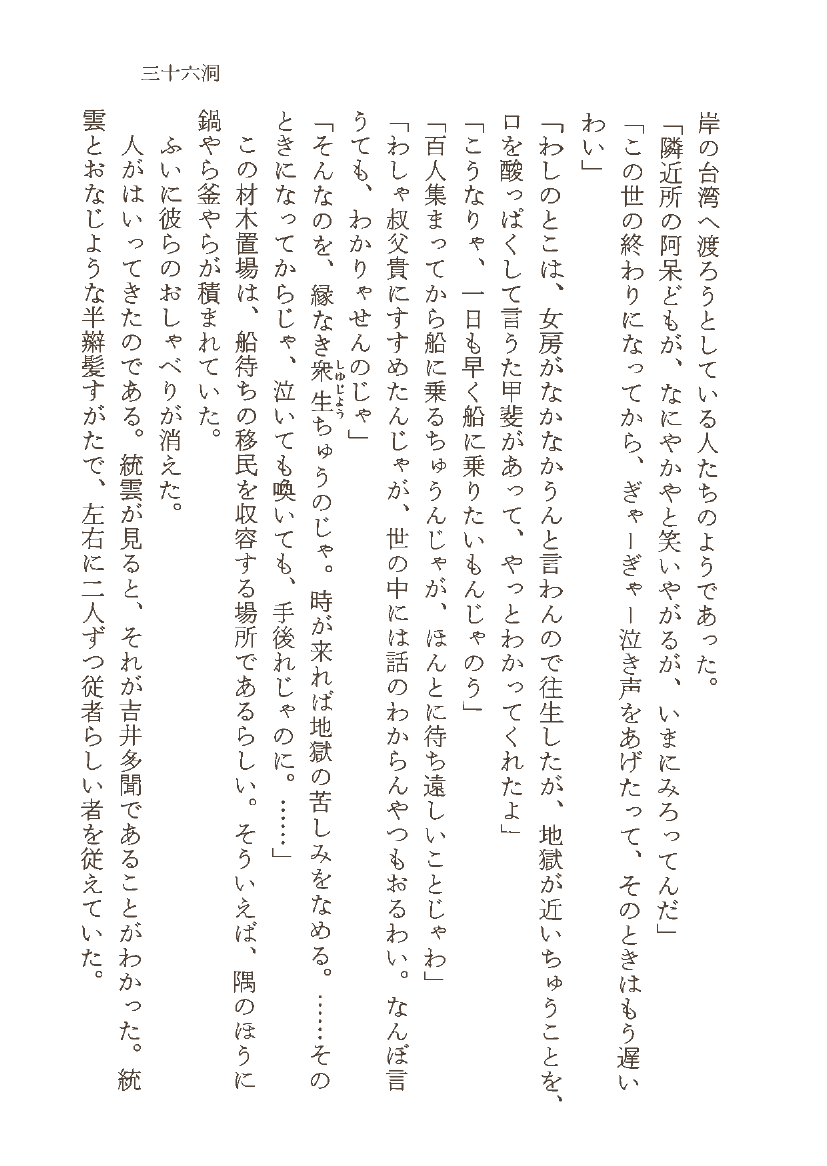 三十六洞
岸の台湾へ渡ろうとしている人たちのようであった。
「隣近所の阿呆どもが、なにやかやと笑いやがるが、いまにみろってんだ」
「この世の終わりになってから、ぎゃーぎゃー泣き声をあげたって、そのときはもう遅い
わい」
「わしのとこは、女房がなかなかうんと言わんので往生したが、地獄が近いちゅうことを、
口を酸っぱくして言うた甲斐があって、やっとわかってくれたよ」
「こうなりゃ、一日も早く船に乗りたいもんじゃのう」
「百人集まってから船に乗るちゅうんじゃが、ほんとに待ち遠しいことじゃわ」
「わしゃ叔父貴にすすめたんじゃが、世の中には話のわからんやつもおるわい。なんぼ言
うても、わかりゃせんのじゃ」
「そんなのを、縁なき衆生ちゅうのじゃ。時が来れば地獄の苦しみをなめる。……その
ときになってからじゃ、泣いても喚いても、手後れじゃのに。……」
この材木置場は、船待ちの移民を収容する場所であるらしい。そういえば、隅のほうに
鍋やら釜やらが積まれていた。
ふいに彼らのおしゃべりが消えた。
人がはいってきたのである。統雲が見ると、それが吉井多聞であることがわかった。統
雲とおなじような半辮髪すがたで、左右に二人ずつ従者らしい者を従えていた。